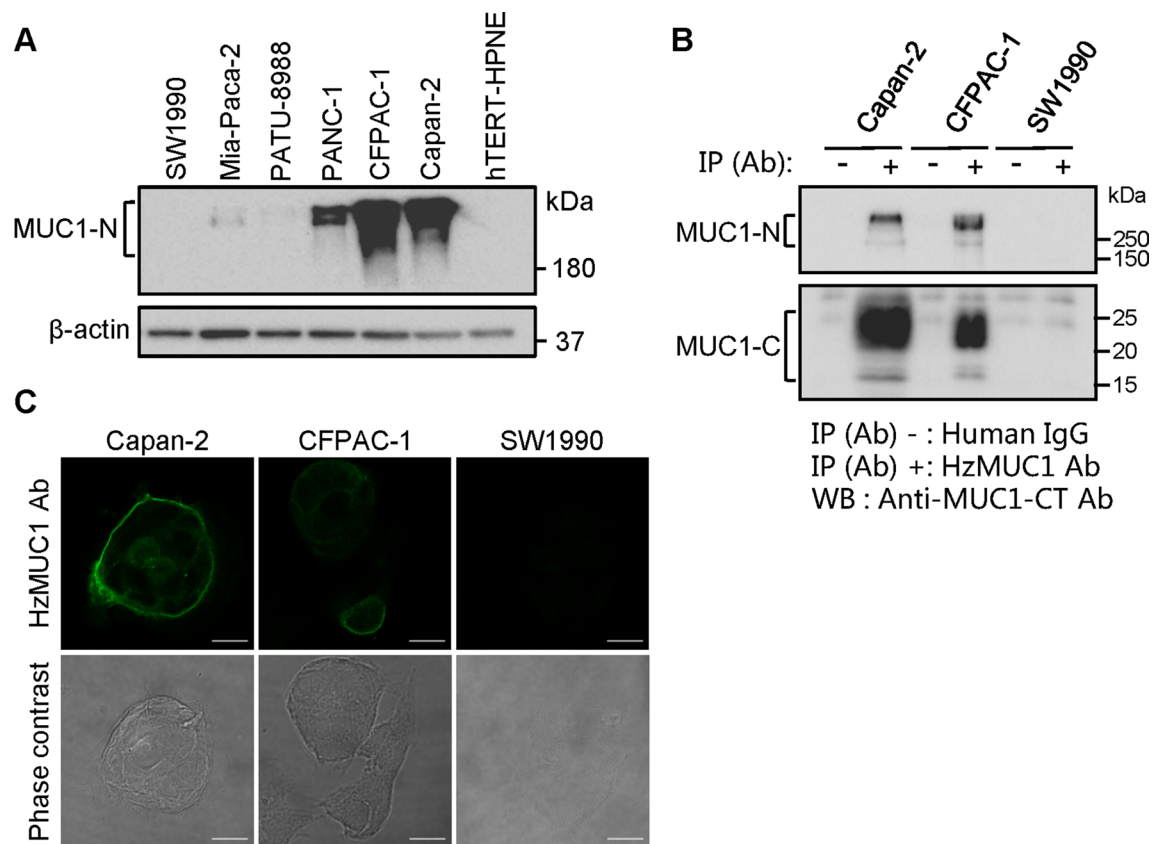 A
SW1990
Mia-Paca-2
PATU-8988
PANC-1
CFPAC-1
Capan-2
hTERT-HPNE
kDa
MUC1-N
180
β-actin
37
B
Capan-2
CFPAC-1
SW1990
IP (Ab): - + - + - +
kDa
MUC1-N
250
150
MUC1-C
25
20
15
IP (Ab) - : Human IgG
IP (Ab) +: HzMUC1 Ab
WB : Anti-MUC1-CT Ab
C
Capan-2 CFPAC-1 SW1990
HzMUC1 Ab
Phase contrast